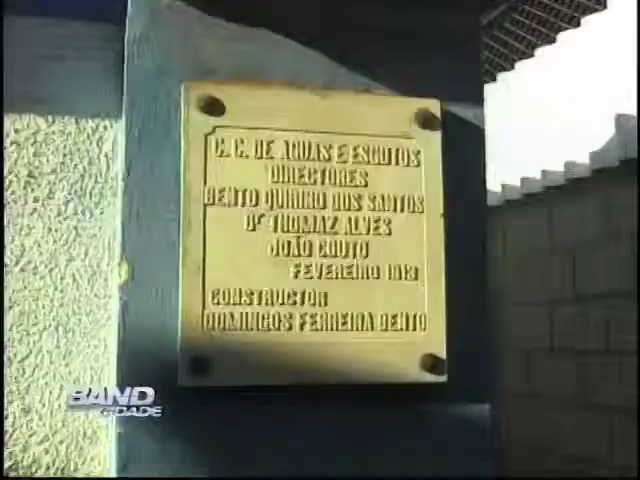 C. C. DE AGUAS E ESGOTOS
DIRECTORES
BENTO QUIRINO DOS SANTOS
Dr THOMAZ ALVES
JOÃO COUTO
FEVEREIRO 1913
CONSTRUCTOR
DOMINGOS FERREIRA BENTO
BAND
CIDADE